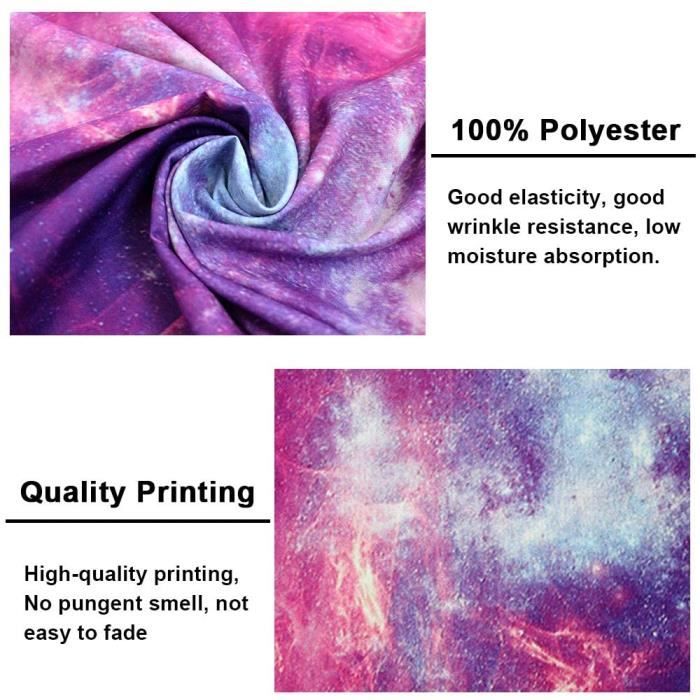 100% Polyester
Good elasticity, good
wrinkle resistance, low
moisture absorption.
Quality Printing
High-quality printing,
No pungent smell, not
easy to fade